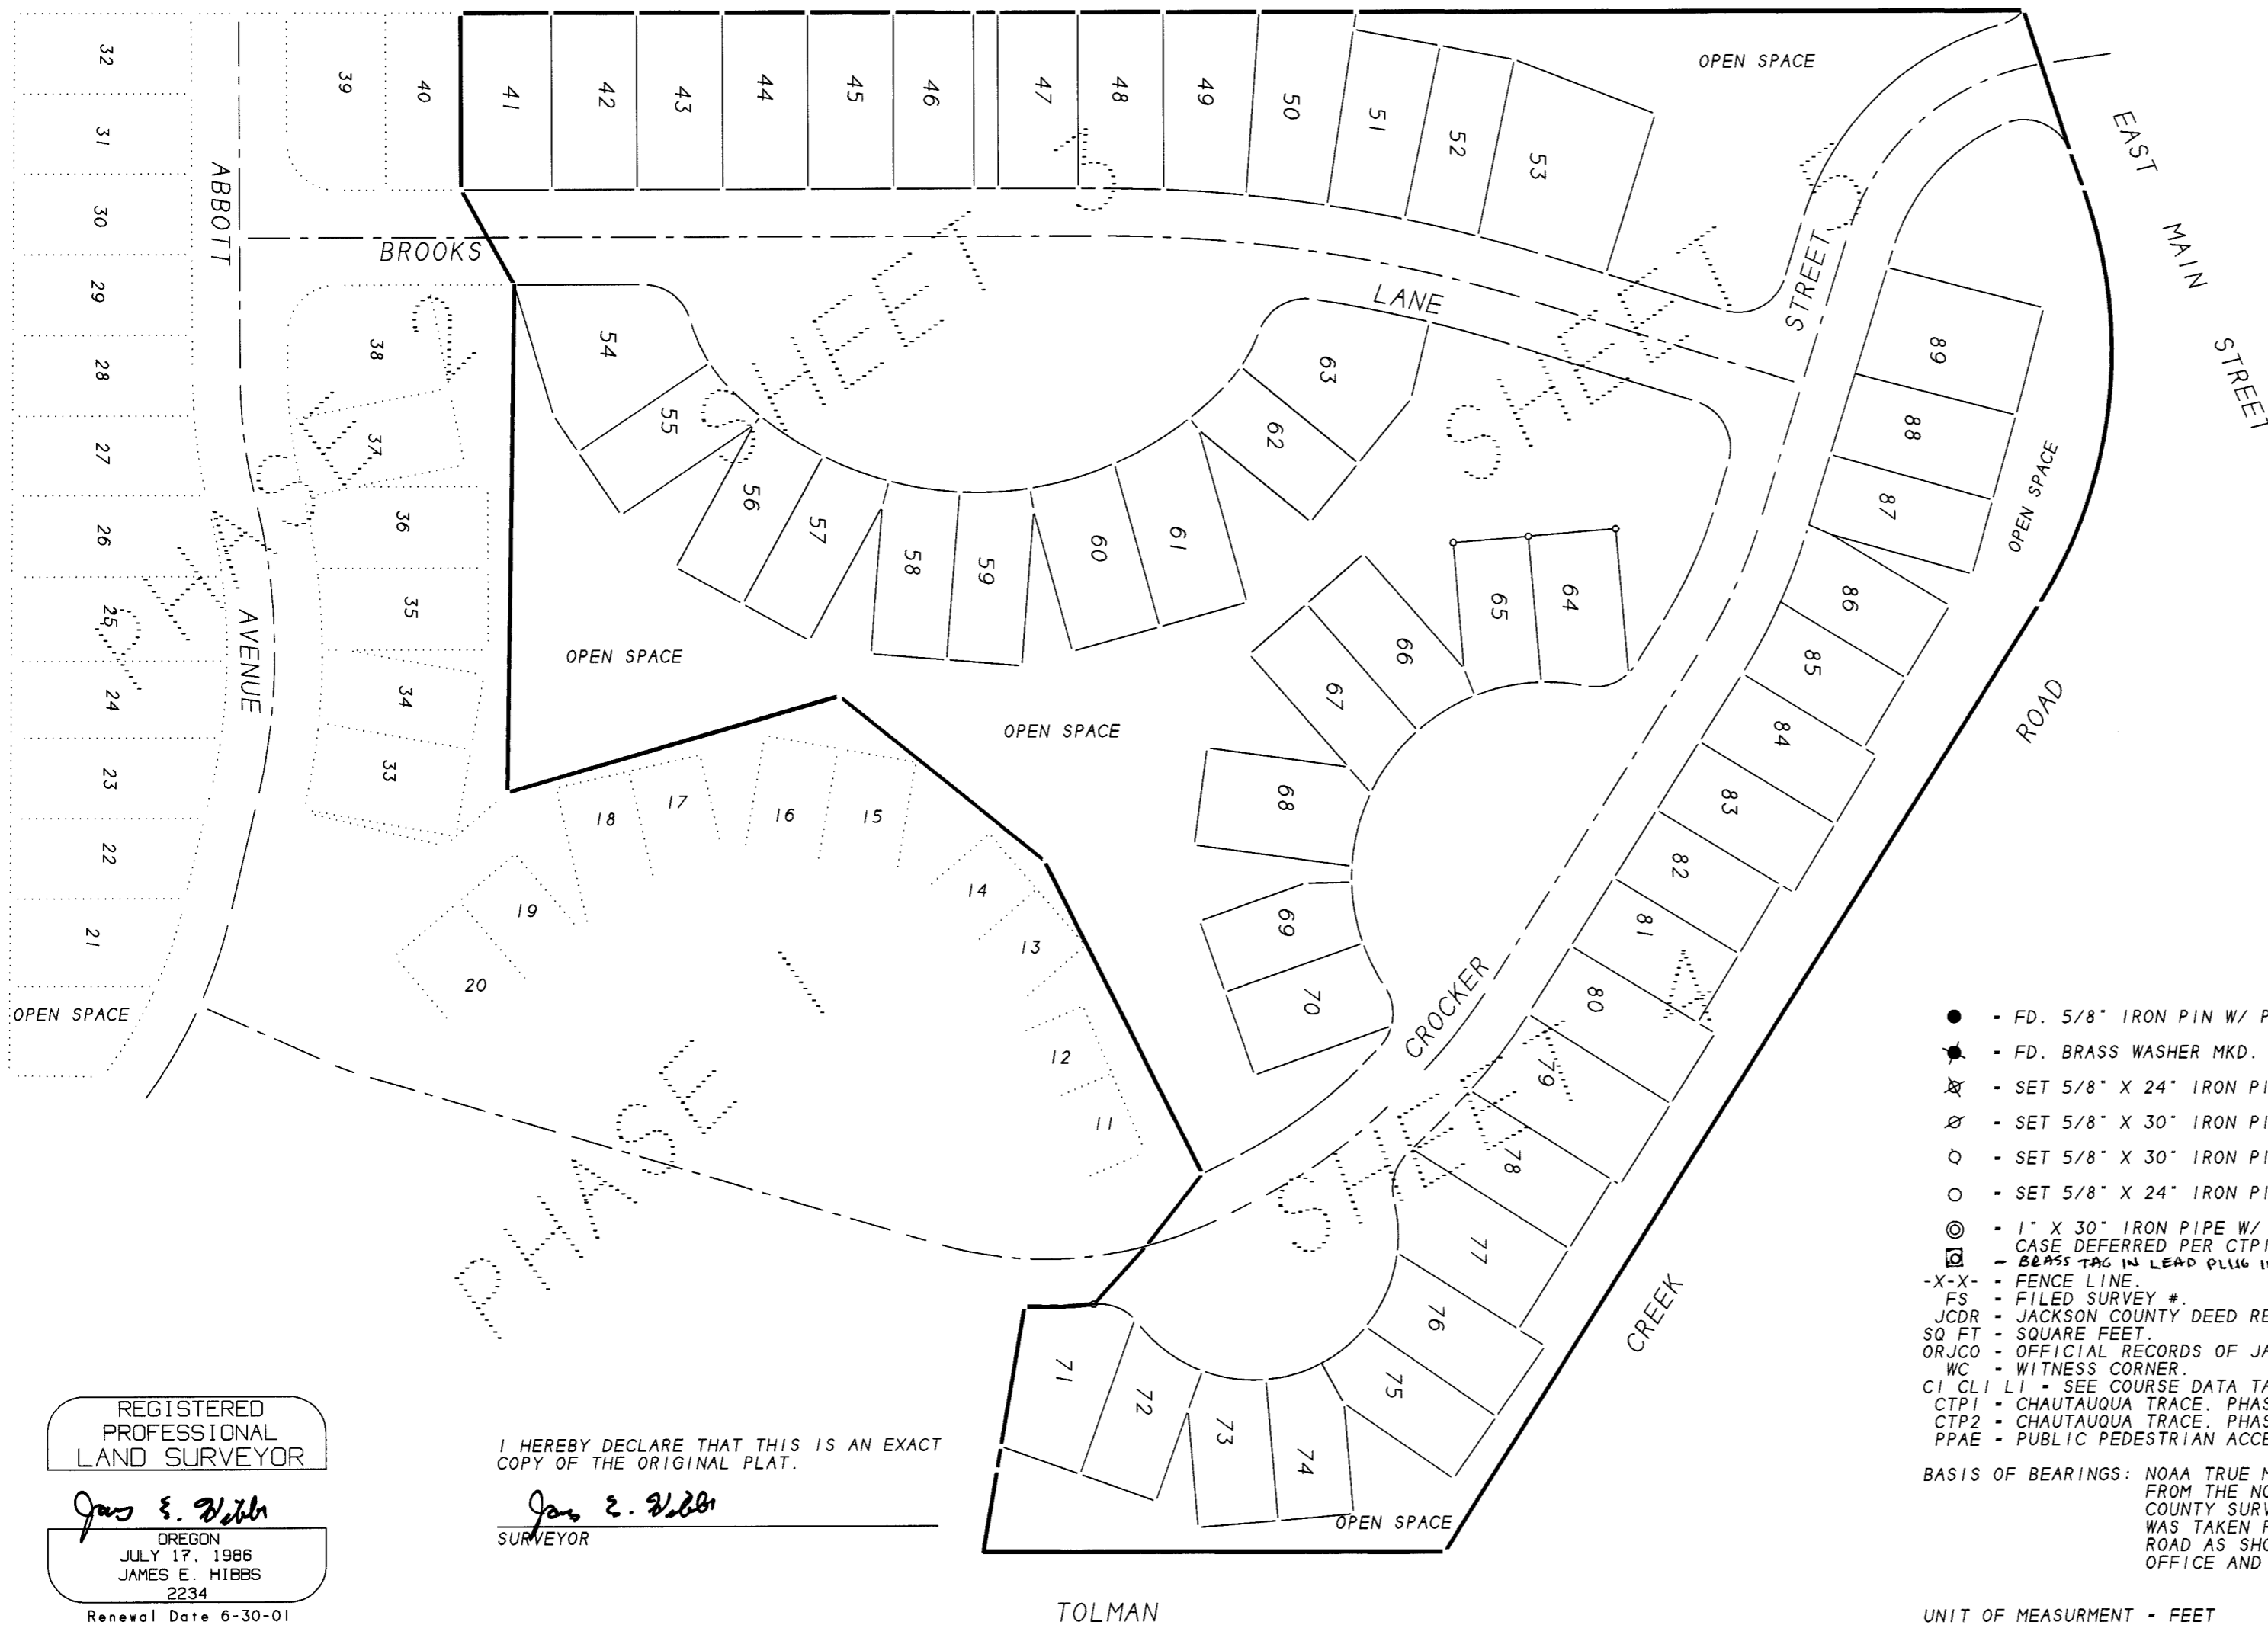 32
31
30
29
28
27
26
25
24
23
22
21
OPEN SPACE
ABBOTT
AVENUE
39
40
41
42
43
44
45
46
47
48
49
50
51
52
53
OPEN SPACE
BROOKS
LANE
STREET
EAST MAIN STREET
38
37
36
35
34
33
PHASE 2
SHEET 3
SHEET 5
54
55
56
57
58
59
60
61
62
63
64
65
66
67
68
69
70
89
88
87
86
85
84
83
82
81
80
79
78
77
76
75
74
73
72
71
OPEN SPACE
OPEN SPACE
OPEN SPACE
OPEN SPACE
18
17
16
15
14
13
12
11
19
20
PHASE 1
SHEET 4
CROCKER
TOLMAN
CREEK
ROAD
- FD. 5/8" IRON PIN W/
- FD. BRASS WASHER MKD.
- SET 5/8" X 24" IRON
- SET 5/8" X 30" IRON
- SET 5/8" X 30" IRON
- SET 5/8" X 24" IRON
- 1" X 30" IRON PIPE W/
CASE DEFERRED PER
- BRASS TAG IN LEAD PLUG
-X-X- - FENCE LINE.
FS - FILED SURVEY #.
JCDR - JACKSON COUNTY DEED
SQ FT - SQUARE FEET.
ORJCO - OFFICIAL RECORDS OF
WC - WITNESS CORNER.
C1 CL1 L1 - SEE COURSE DATA
CTP1 - CHAUTAUQUA TRACE.
CTP2 - CHAUTAUQUA TRACE.
PPAE - PUBLIC PEDESTRIAN
BASIS OF BEARINGS: NOAA TRUE
FROM THE
COUNTY
WAS TAKEN
ROAD AS
OFFICE AND
UNIT OF MEASURMENT - FEET
REGISTERED
PROFESSIONAL
LAND SURVEYOR
OREGON
JULY 17, 1986
JAMES E. HIBBS
2234
Renewal Date 6-30-01
I HEREBY DECLARE THAT THIS IS AN EXACT
COPY OF THE ORIGINAL PLAT.
SURVEYOR